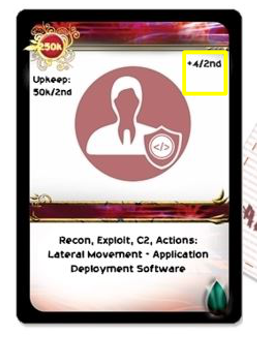 250k
+4/2nd
Upkeep:
50k/2nd
</>
Recon, Exploit, C2, Actions:
Lateral Movement - Application
Deployment Software